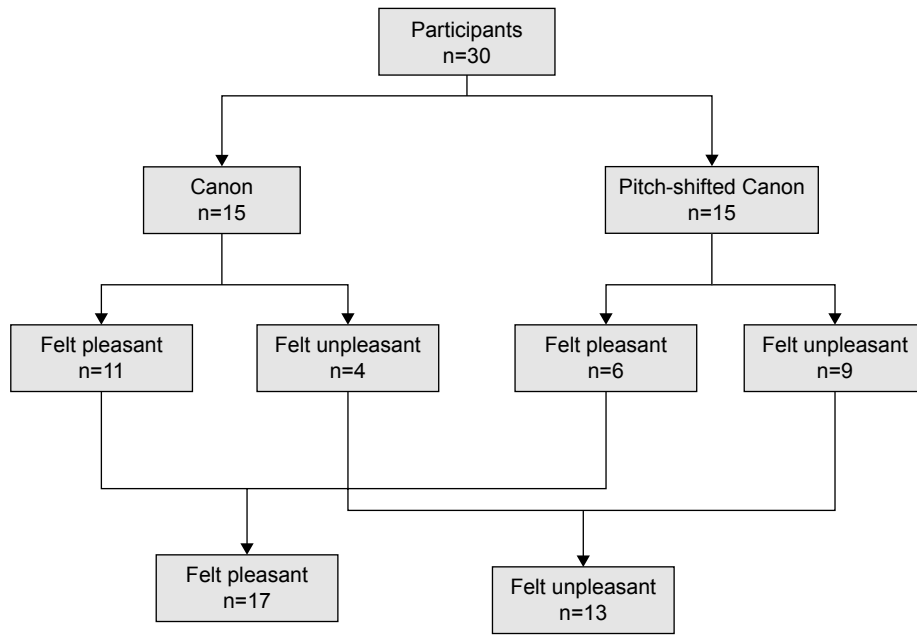 Participants
n=30
Canon
n=15
Pitch-shifted Canon
n=15
Felt pleasant
n=11
Felt unpleasant
n=4
Felt pleasant
n=6
Felt unpleasant
n=9
Felt pleasant
n=17
Felt unpleasant
n=13